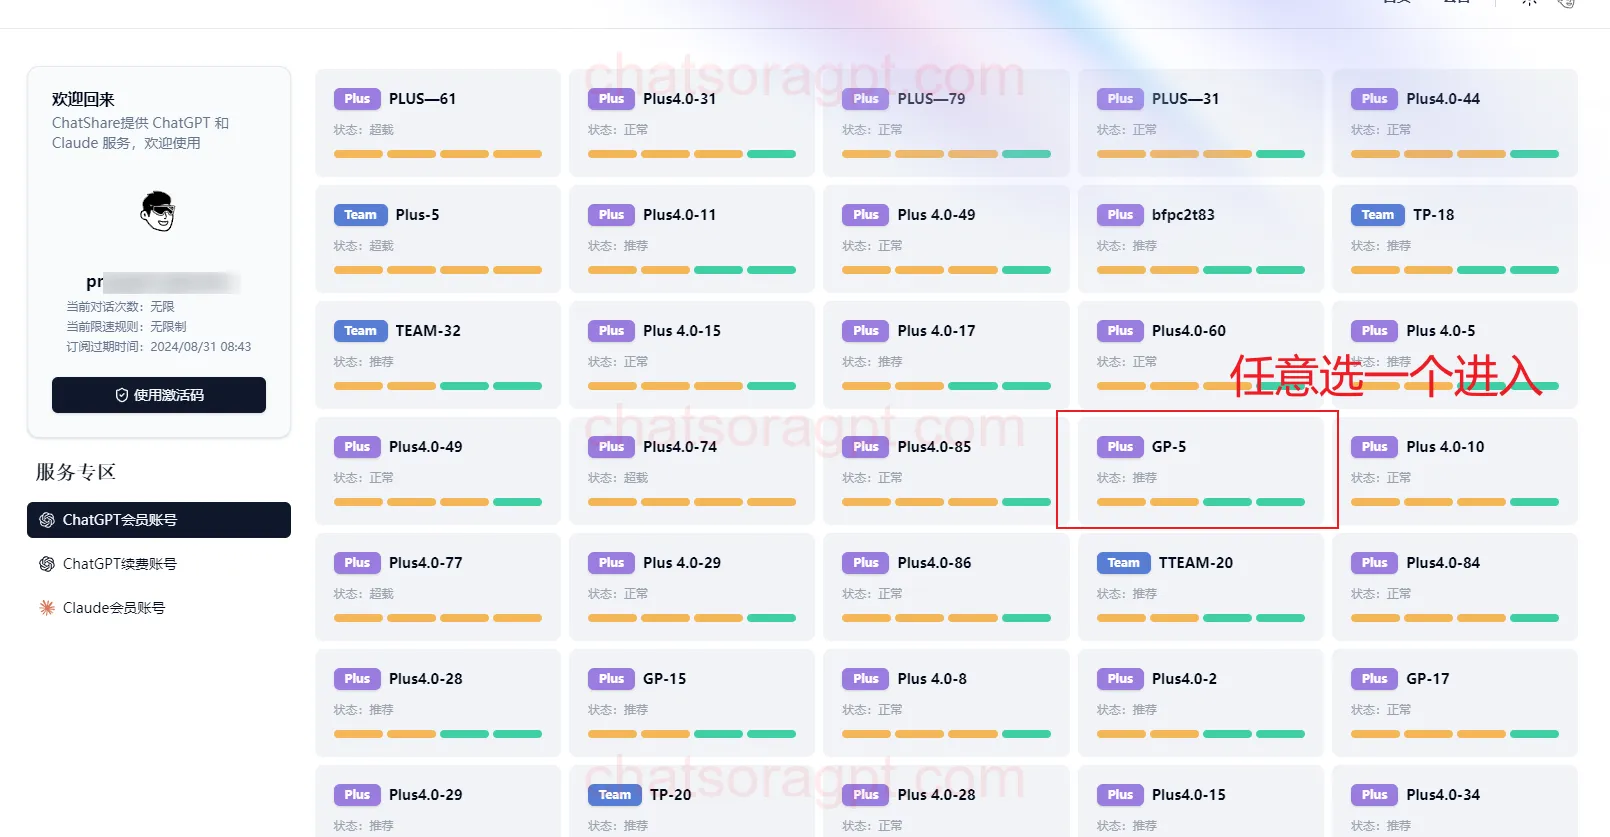 欢迎回来
ChatShare提供 ChatGPT 和
Claude 服务，欢迎使用
pr
当前对话次数：无限
当前限速规则：无限制
订阅过期时间：2024/08/31 08:43
使用激活码
服务专区
ChatGPT会员账号
ChatGPT续费账号
Claude会员账号
chatsoragpt.com
Plus PLUS—61
状态：超载
Plus Plus4.0-31
状态：正常
Plus PLUS—79
状态：正常
Plus PLUS—31
状态：正常
Plus Plus4.0-44
状态：正常
Team Plus-5
状态：超载
Plus Plus4.0-11
状态：推荐
Plus Plus 4.0-49
状态：正常
Plus bfpc2t83
状态：推荐
Team TP-18
状态：推荐
Team TEAM-32
状态：推荐
Plus Plus 4.0-15
状态：正常
Plus Plus 4.0-17
状态：推荐
Plus Plus4.0-60
状态：正常
Plus Plus 4.0-5
状态：推荐
任意选一个进入
chatsoragpt.com
Plus Plus4.0-49
状态：正常
Plus Plus4.0-74
状态：超载
Plus Plus4.0-85
状态：正常
Plus GP-5
状态：推荐
Plus Plus 4.0-10
状态：正常
Plus Plus4.0-77
状态：超载
Plus Plus 4.0-29
状态：正常
Plus Plus4.0-86
状态：正常
Team TTEAM-20
状态：推荐
Plus Plus4.0-84
状态：正常
Plus Plus4.0-28
状态：推荐
Plus GP-15
状态：推荐
Plus Plus 4.0-8
状态：正常
Plus Plus4.0-2
状态：推荐
Plus GP-17
状态：正常
chatsoragpt.com
Plus Plus4.0-29
状态：推荐
Team TP-20
状态：推荐
Plus Plus 4.0-28
状态：正常
Plus Plus4.0-15
状态：推荐
Plus Plus4.0-34
状态：推荐